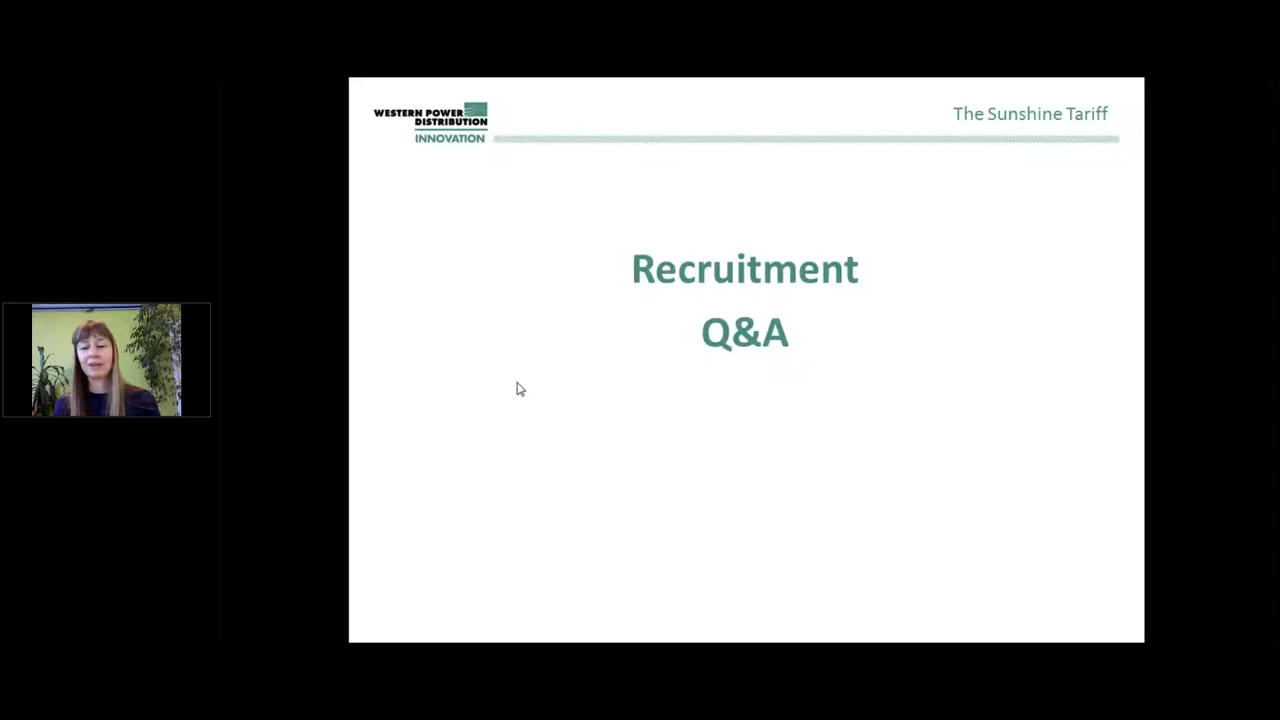 WESTERN POWER
DISTRIBUTION
INNOVATION
The Sunshine Tariff
Recruitment
Q&A